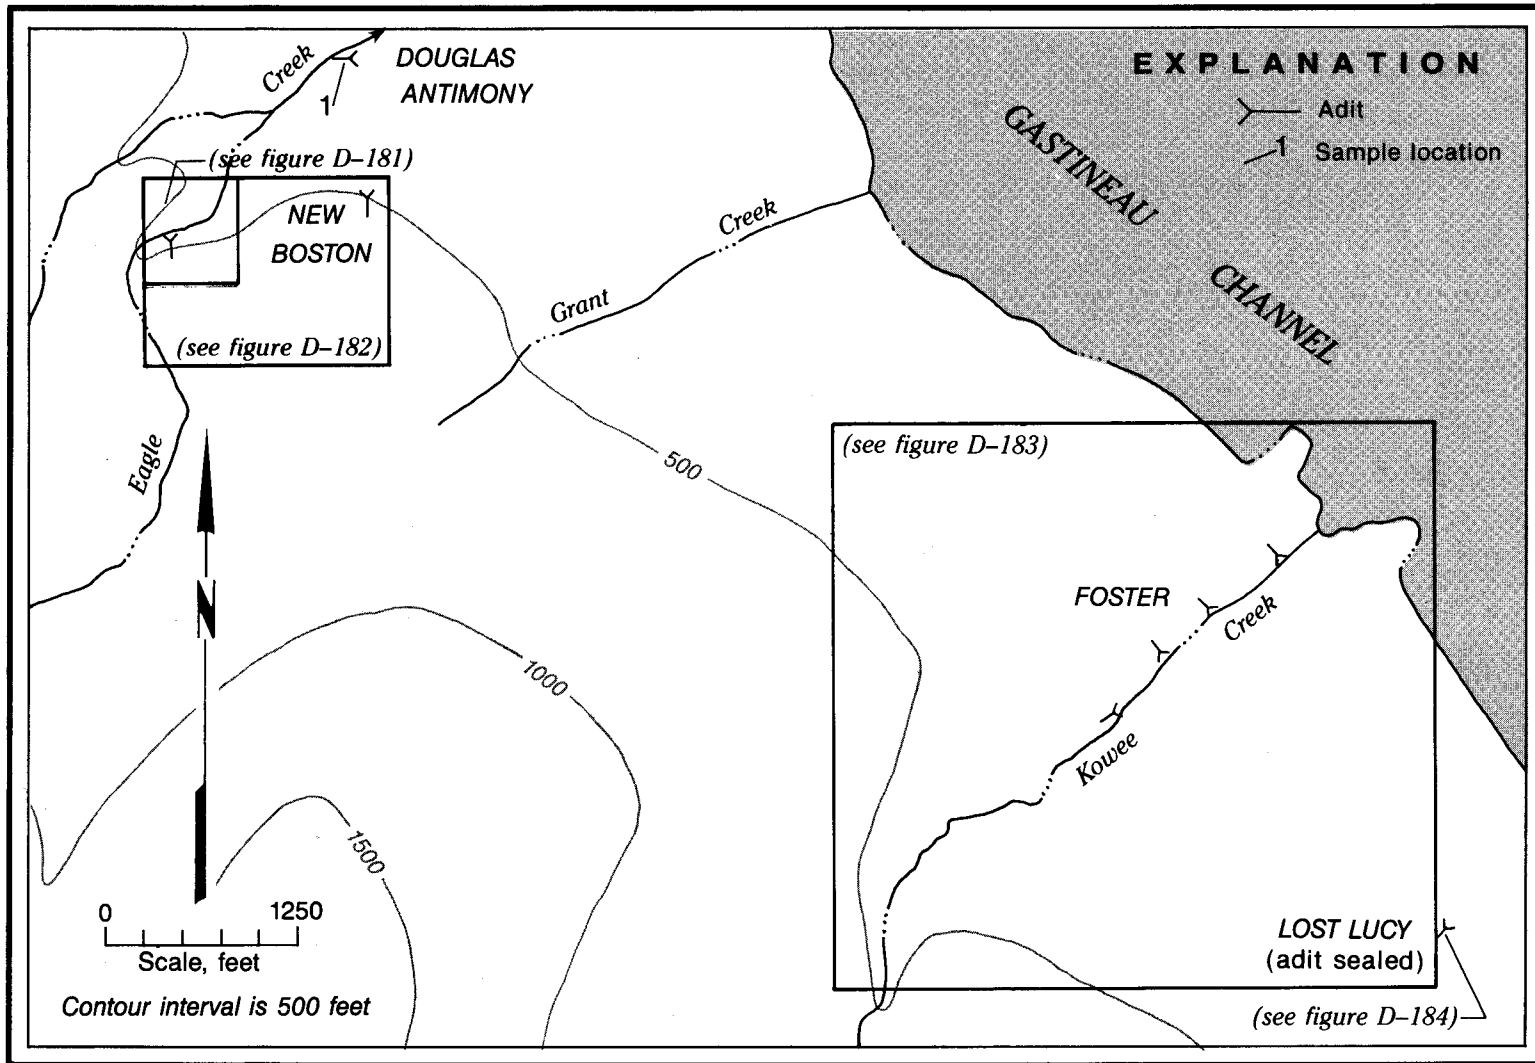 EXPLANATION
Adit
1 Sample location
Creek
DOUGLAS
ANTIMONY
1
(see figure D–181)
NEW
BOSTON
(see figure D–182)
GASTINEAU
CHANNEL
Creek
Grant
Eagle
500
(see figure D–183)
N
FOSTER
Creek
Kowee
1000
1500
0 1250
Scale, feet
Contour interval is 500 feet
LOST LUCY
(adit sealed)
(see figure D–184)